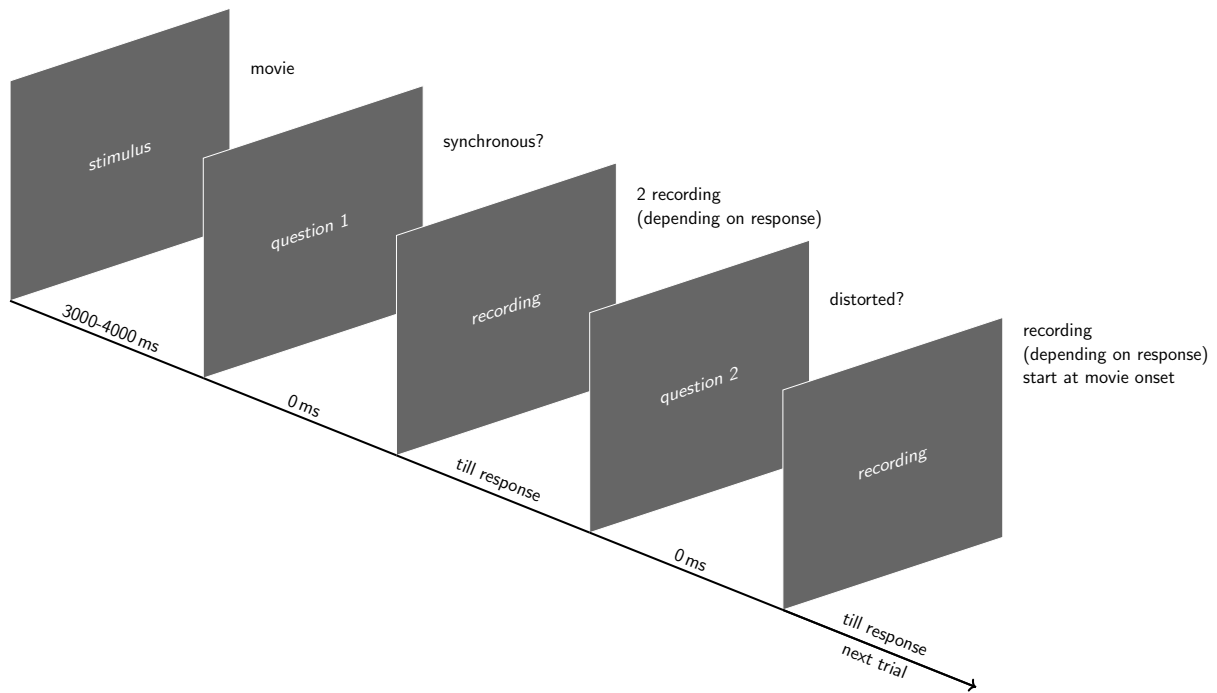 stimulus
movie
3000-4000 ms
question 1
synchronous?
0 ms
recording
2 recording
(depending on response)
till response
question 2
distorted?
0 ms
recording
recording
(depending on response)
start at movie onset
till response
next trial